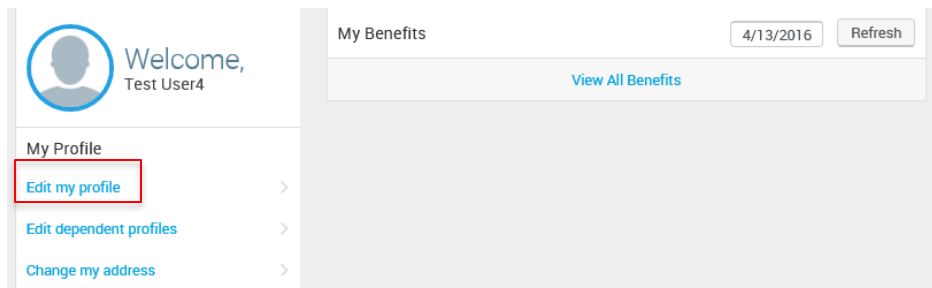 Welcome,
Test User4
My Profile
Edit my profile
Edit dependent profiles
Change my address
My Benefits
4/13/2016
Refresh
View All Benefits